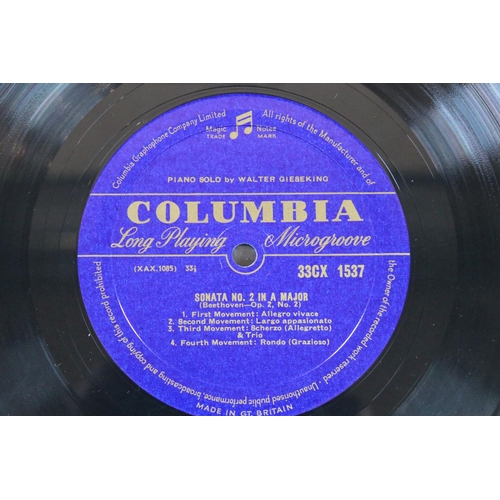 Columbia Graphophone Company Limited
Magic Notes
TRADE MARK
All rights of the Manufacturer and of
the Owner of the recorded work reserved
Unauthorised public performance, broadcasting and copying of this record prohibited
PIANO SOLO by WALTER GIESEKING
COLUMBIA
Long Playing Microgroove
(XAX.1085) 33⅓ 33CX 1537
SONATA NO. 2 IN A MAJOR
(Beethoven—Op. 2, No. 2)
1. First Movement: Allegro vivace
2. Second Movement: Largo appasionato
3. Third Movement: Scherzo (Allegretto)
& Trio
4. Fourth Movement: Rondo (Grazioso)
MADE IN GT. BRITAIN